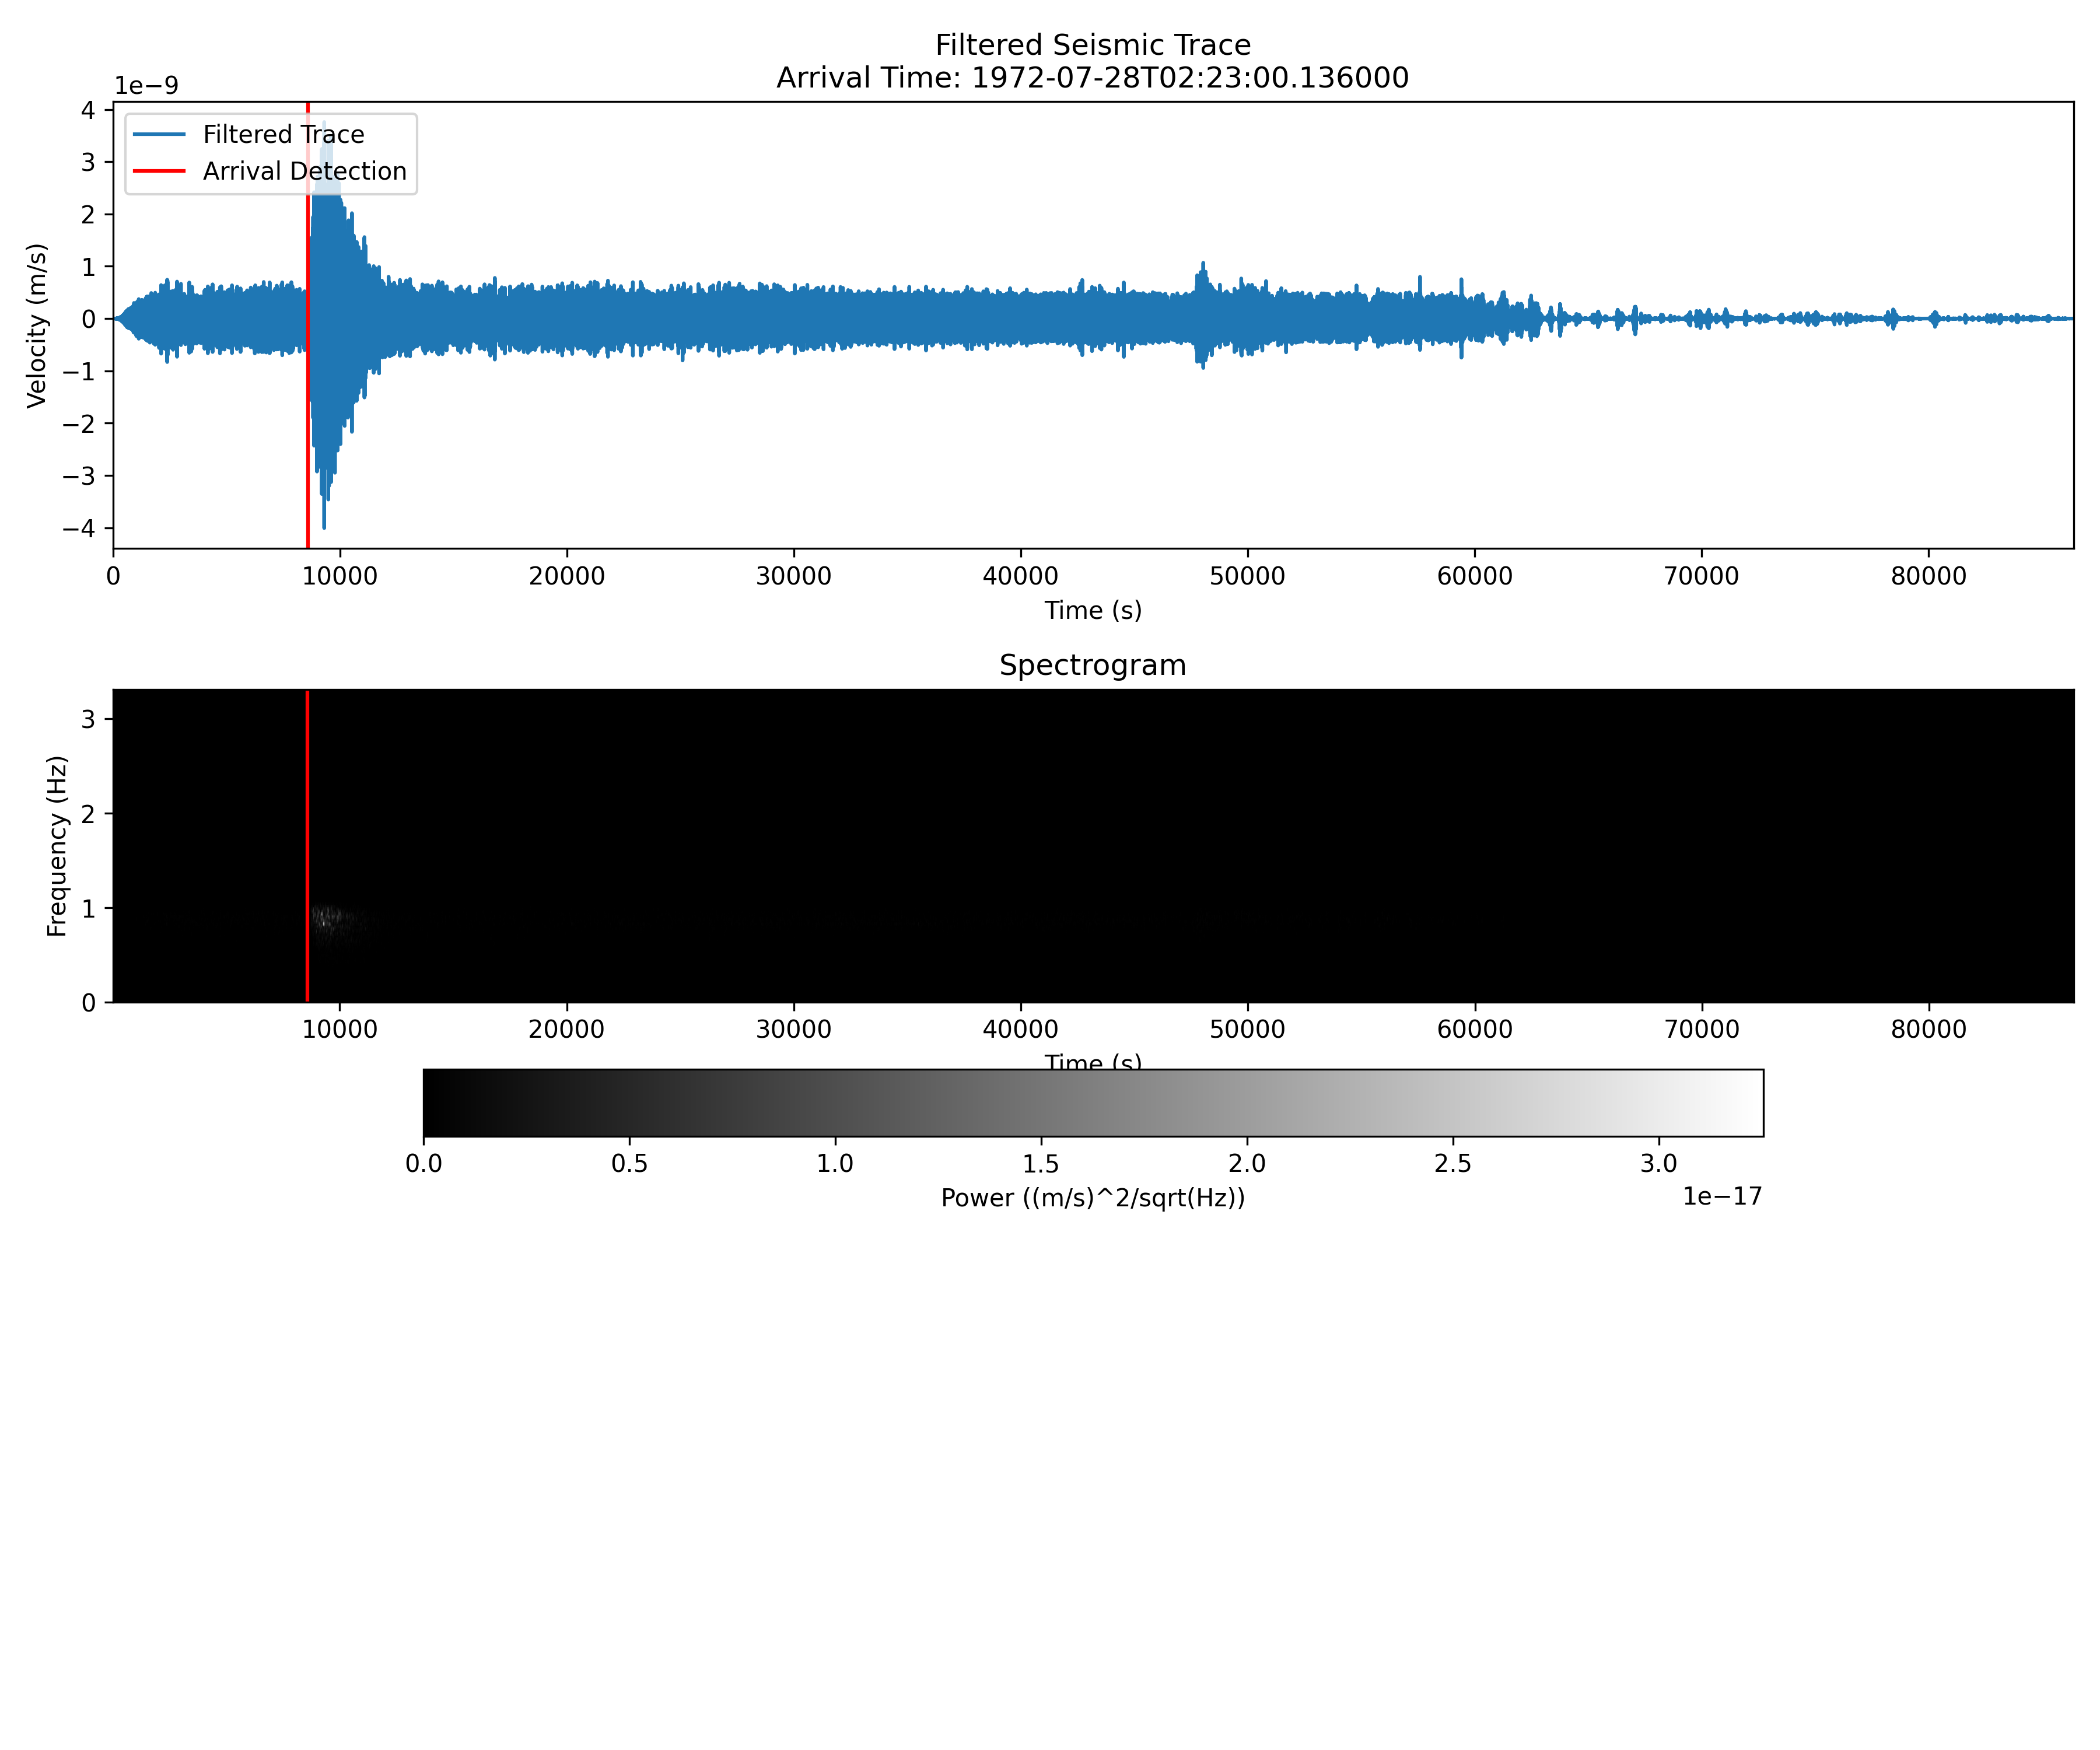 Filtered Seismic Trace
Arrival Time: 1972-07-28T02:23:00.136000
1e−9
Filtered Trace
Arrival Detection
4
3
2
1
0
−1
−2
−3
−4
Velocity (m/s)
0 10000 20000 30000 40000 50000 60000 70000 80000
Time (s)
Spectrogram
3
2
1
0
Frequency (Hz)
10000 20000 30000 40000 50000 60000 70000 80000
Time (s)
0.0 0.5 1.0 1.5 2.0 2.5 3.0
Power ((m/s)^2/sqrt(Hz))
1e−17